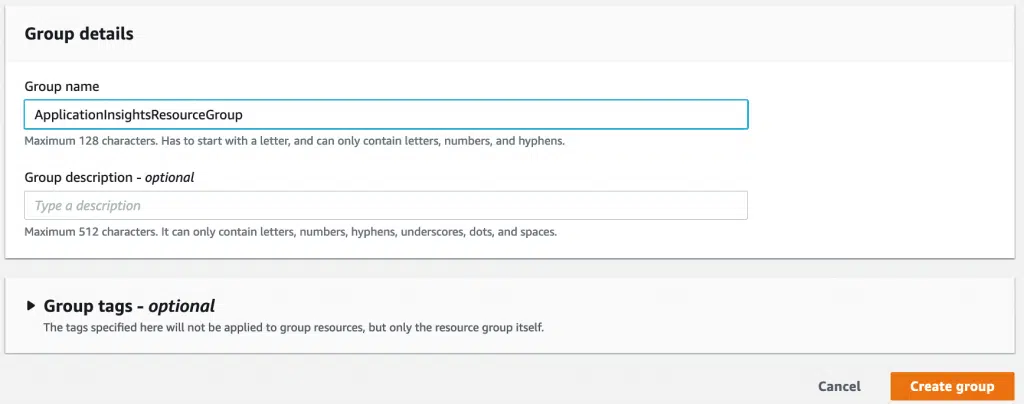 Group details
Group name
ApplicationInsightsResourceGroup
Maximum 128 characters. Has to start with a letter, and can only contain letters, numbers, and hyphens.
Group description - optional
Type a description
Maximum 512 characters. It can only contain letters, numbers, hyphens, underscores, dots, and spaces.
Group tags - optional
The tags specified here will not be applied to group resources, but only the resource group itself.
Cancel Create group